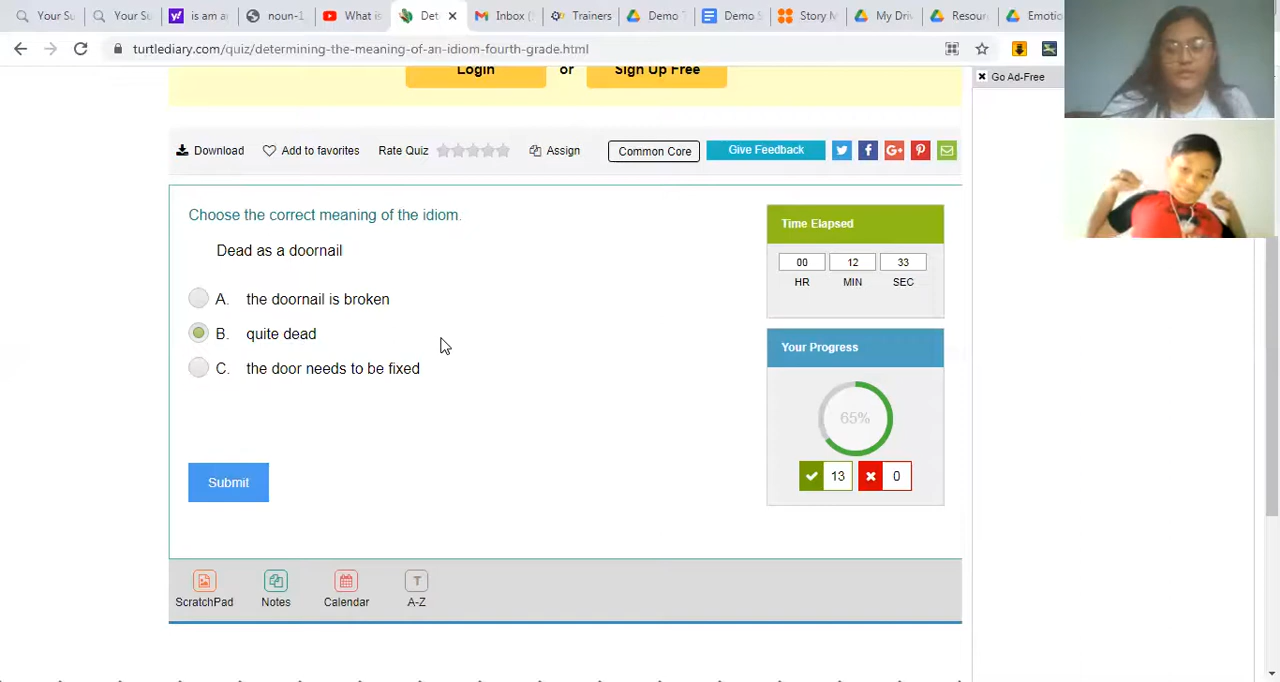 Your Su
Your Su
is am a
noun-1
What is
Det
Inbox (
Trainers
Demo
Demo S
Story M
My Driv
Resour
Emotio
turtlediary.com/quiz/determining-the-meaning-of-an-idiom-fourth-grade.html
Go Ad-Free
Login or Sign Up Free
Download Add to favorites Rate Quiz Assign Common Core Give Feedback
Choose the correct meaning of the idiom.
Dead as a doornail
A. the doornail is broken
B. quite dead
C. the door needs to be fixed
Submit
Time Elapsed
00 12 33
HR MIN SEC
Your Progress
65%
13 0
ScratchPad Notes Calendar A-Z